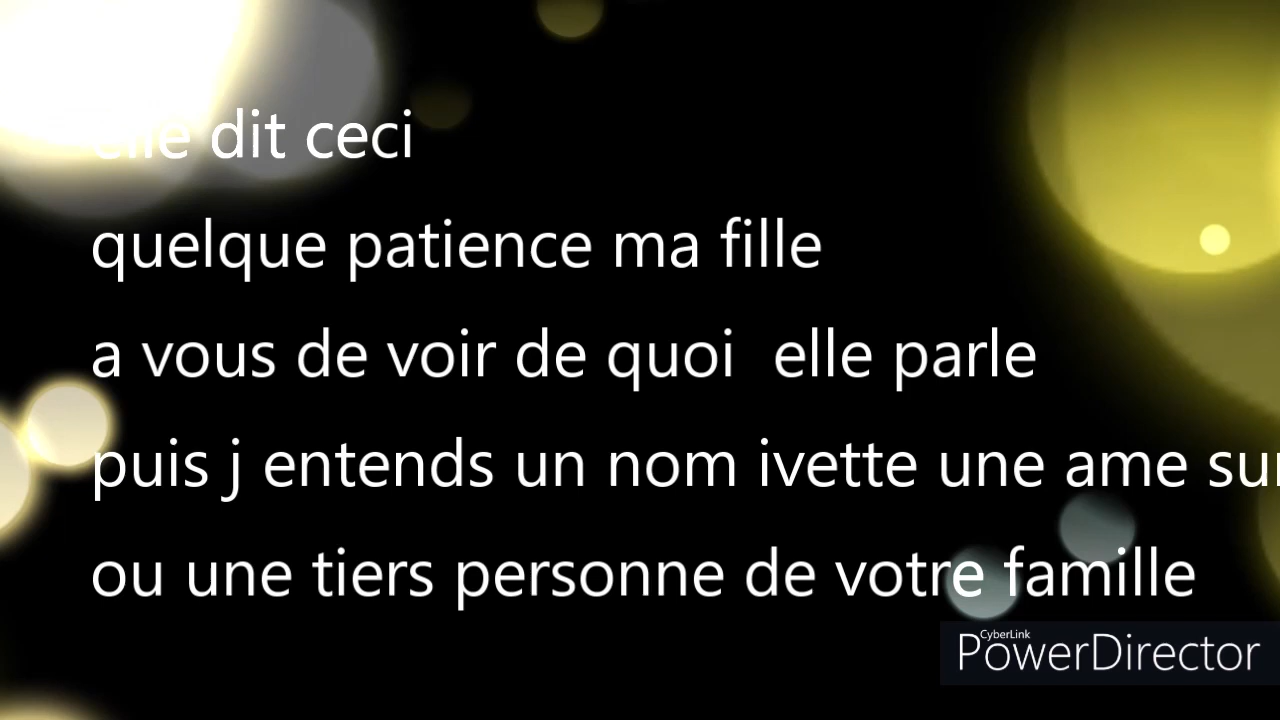 elle dit ceci
quelque patience ma fille
a vous de voir de quoi  elle parle
puis j entends un nom ivette une ame
ou une tiers personne de votre famille
CyberLink
PowerDirector